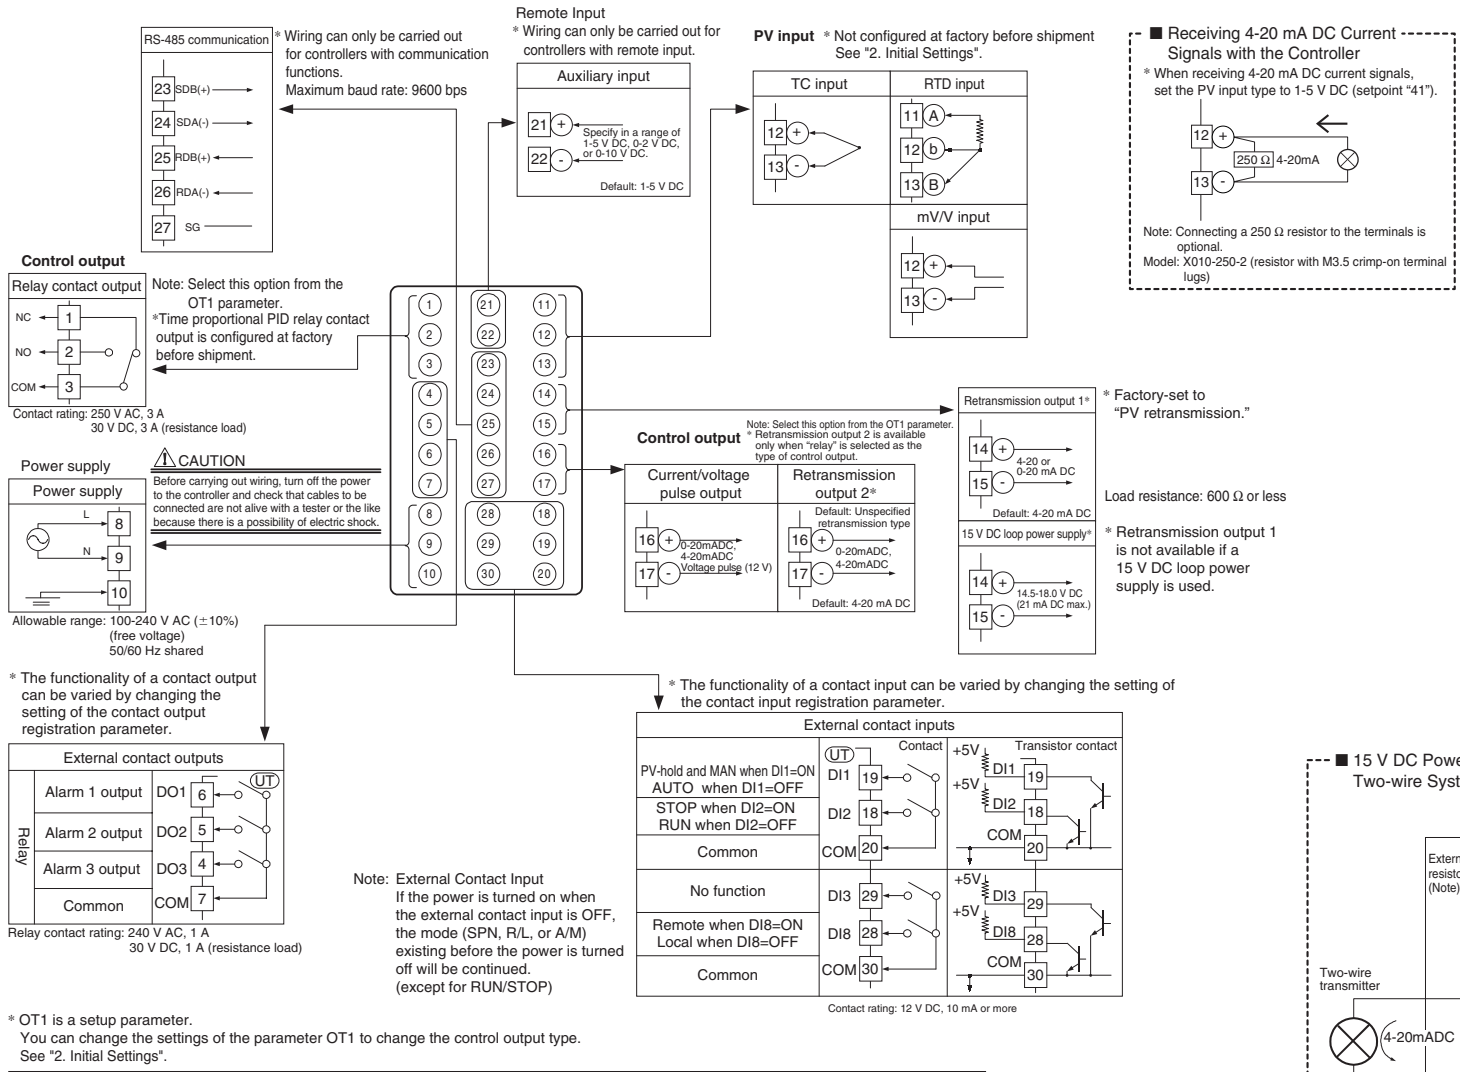 RS-485 communication
23 SDB(+)
24 SDA(-)
25 RDB(+)
26 RDA(-)
27 SG
* Wiring can only be carried out
for controllers with communication
functions.
Maximum baud rate: 9600 bps
Remote Input
* Wiring can only be carried out for
controllers with remote input.
Auxiliary input
21 +
22 -
Specify in a range of
1-5 V DC, 0-2 V DC,
or 0-10 V DC.
Default: 1-5 V DC
PV input * Not configured at factory before shipment
See "2. Initial Settings".
TC input
12 +
13 -
RTD input
11 A
12 b
13 B
mV/V input
12 +
13 -
■ Receiving 4-20 mA DC Current
Signals with the Controller
* When receiving 4-20 mA DC current signals,
set the PV input type to 1-5 V DC (setpoint “41”).
12 +
250 Ω 4-20mA
13 -
Note: Connecting a 250 Ω resistor to the terminals is
optional.
Model: X010-250-2 (resistor with M3.5 crimp-on terminal
lugs)
Control output
Relay contact output
NC 1
NO 2
COM 3
Contact rating: 250 V AC, 3 A
30 V DC, 3 A (resistance load)
Note: Select this option from the
OT1 parameter.
*Time proportional PID relay contact
output is configured at factory
before shipment.
1 21 11
2 22 12
3 23 13
4 24 14
5 25 15
6 26 16
7 27 17
8 28 18
9 29 19
10 30 20
Power supply
Power supply
L 8
N 9
10
Allowable range: 100-240 V AC (±10%)
(free voltage)
50/60 Hz shared
⚠ CAUTION
Before carrying out wiring, turn off the power
to the controller and check that cables to be
connected are not alive with a tester or the like
because there is a possibility of electric shock.
Control output
Note: Select this option from the OT1 parameter.
* Retransmission output 2 is available
only when “relay” is selected as the
type of control output.
Current/voltage
pulse output
16 +
17 -
0-20mADC,
4-20mADC
Voltage pulse (12 V)
Retransmission
output 2*
Default: Unspecified
retransmission type
16 +
17 -
0-20mADC,
4-20mADC
Default: 4-20 mA DC
Retransmission output 1*
14 +
15 -
4-20 or
0-20 mA DC
Default: 4-20 mA DC
15 V DC loop power supply*
14 +
15 -
14.5-18.0 V DC
(21 mA DC max.)
* Factory-set to
“PV retransmission.”
Load resistance: 600 Ω or less
* Retransmission output 1
is not available if a
15 V DC loop power
supply is used.
* The functionality of a contact output
can be varied by changing the
setting of the contact output
registration parameter.
External contact outputs
Relay
UT
Alarm 1 output DO1 6
Alarm 2 output DO2 5
Alarm 3 output DO3 4
Common COM 7
Relay contact rating: 240 V AC, 1 A
30 V DC, 1 A (resistance load)
Note: External Contact Input
If the power is turned on when
the external contact input is OFF,
the mode (SPN, R/L, or A/M)
existing before the power is turned
off will be continued.
(except for RUN/STOP)
* The functionality of a contact input can be varied by changing the setting of
the contact input registration parameter.
External contact inputs
UT Contact Transistor contact
PV-hold and MAN when DI1=ON
AUTO when DI1=OFF
DI1 19 +5V DI1 19
STOP when DI2=ON
RUN when DI2=OFF
DI2 18 +5V DI2 18
Common COM 20 COM 20
No function DI3 29 +5V DI3 29
Remote when DI8=ON
Local when DI8=OFF
DI8 28 +5V DI8 28
Common COM 30 COM 30
Contact rating: 12 V DC, 10 mA or more
■ 15 V DC Powe
Two-wire Syst
Extern
resisto
(Note)
Two-wire
transmitter
4-20mADC
* OT1 is a setup parameter.
You can change the settings of the parameter OT1 to change the control output type.
See "2. Initial Settings".